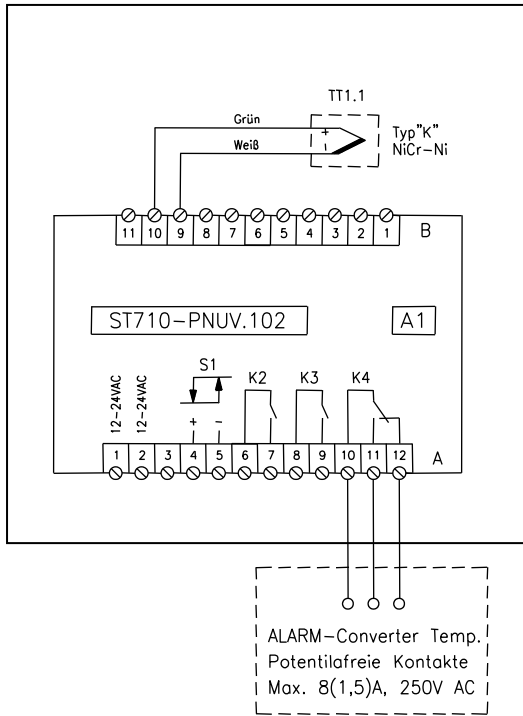 TT1.1
Grün
+
Typ"K"
Weiß
-
NiCr-Ni
11 10 9 8 7 6 5 4 3 2 1
B
ST710-PNUV.102
A1
S1
12-24VAC
12-24VAC
K2
K3
K4
+ -
1 2 3 4 5 6 7 8 9 10 11 12
A
ALARM-Converter Temp.
Potentilafreie Kontakte
Max. 8(1,5)A, 250V AC